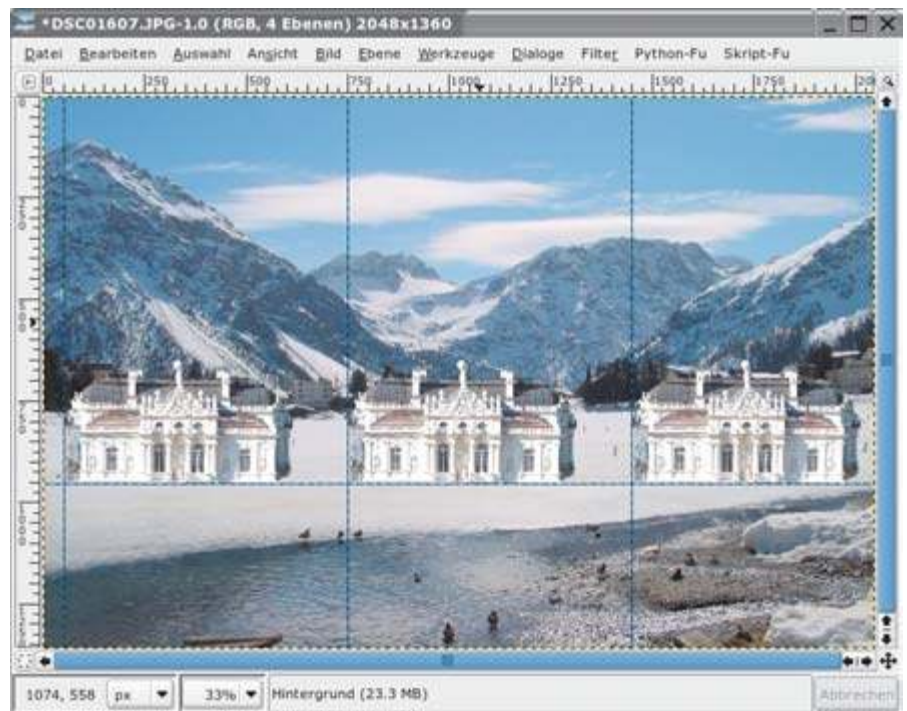 *DSC01607.JPG-1.0 (RGB, 4 Ebenen) 2048x1360
Datei Bearbeiten Auswahl Ansicht Bild Ebene Werkzeuge Dialoge Filter Python-Fu Skript-Fu
0 250 500 750 1000 1250 1500 1750
1074, 558 px 33% Hintergrund (23.3 MB) Abbrechen